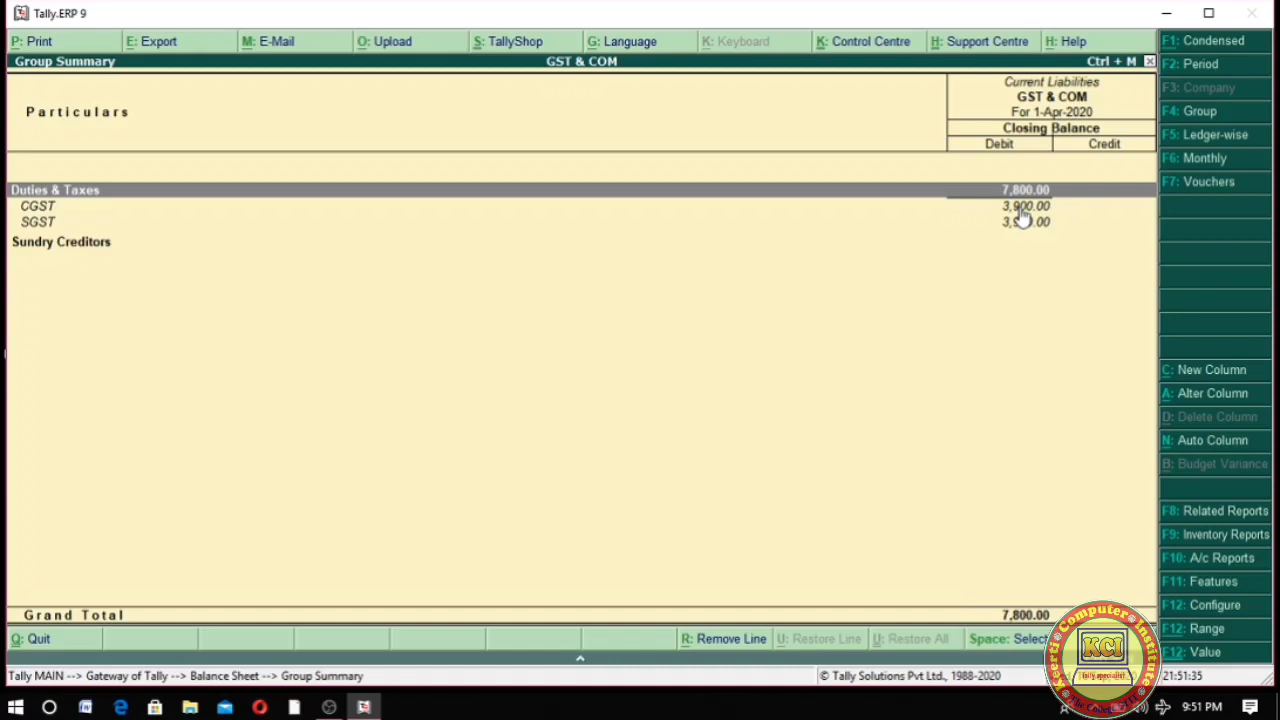 Tally.ERP 9
P: Print E: Export M: E-Mail O: Upload S: TallyShop G: Language K: Keyboard K: Control Centre H: Support Centre H: Help
Group Summary GST & COM Ctrl + M
Particulars
Current Liabilities
GST & COM
For 1-Apr-2020
Closing Balance
Debit Credit
Duties & Taxes 7,800.00
CGST 3,900.00
SGST
Sundry Creditors
Grand Total 7,800.00
Q: Quit R: Remove Line U: Restore Line U: Restore All Space: Select
Tally MAIN --> Gateway of Tally --> Balance Sheet --> Group Summary © Tally Solutions Pvt Ltd., 1988-2020 21:51:35
F1: Condensed
F2: Period
F3: Company
F4: Group
F5: Ledger-wise
F6: Monthly
F7: Vouchers
C: New Column
A: Alter Column
D: Delete Column
N: Auto Column
B: Budget Variance
F8: Related Reports
F9: Inventory Reports
F10: A/c Reports
F11: Features
F12: Configure
F12: Range
F12: Value
Keerti Computer Institute
KCI
9:51 PM